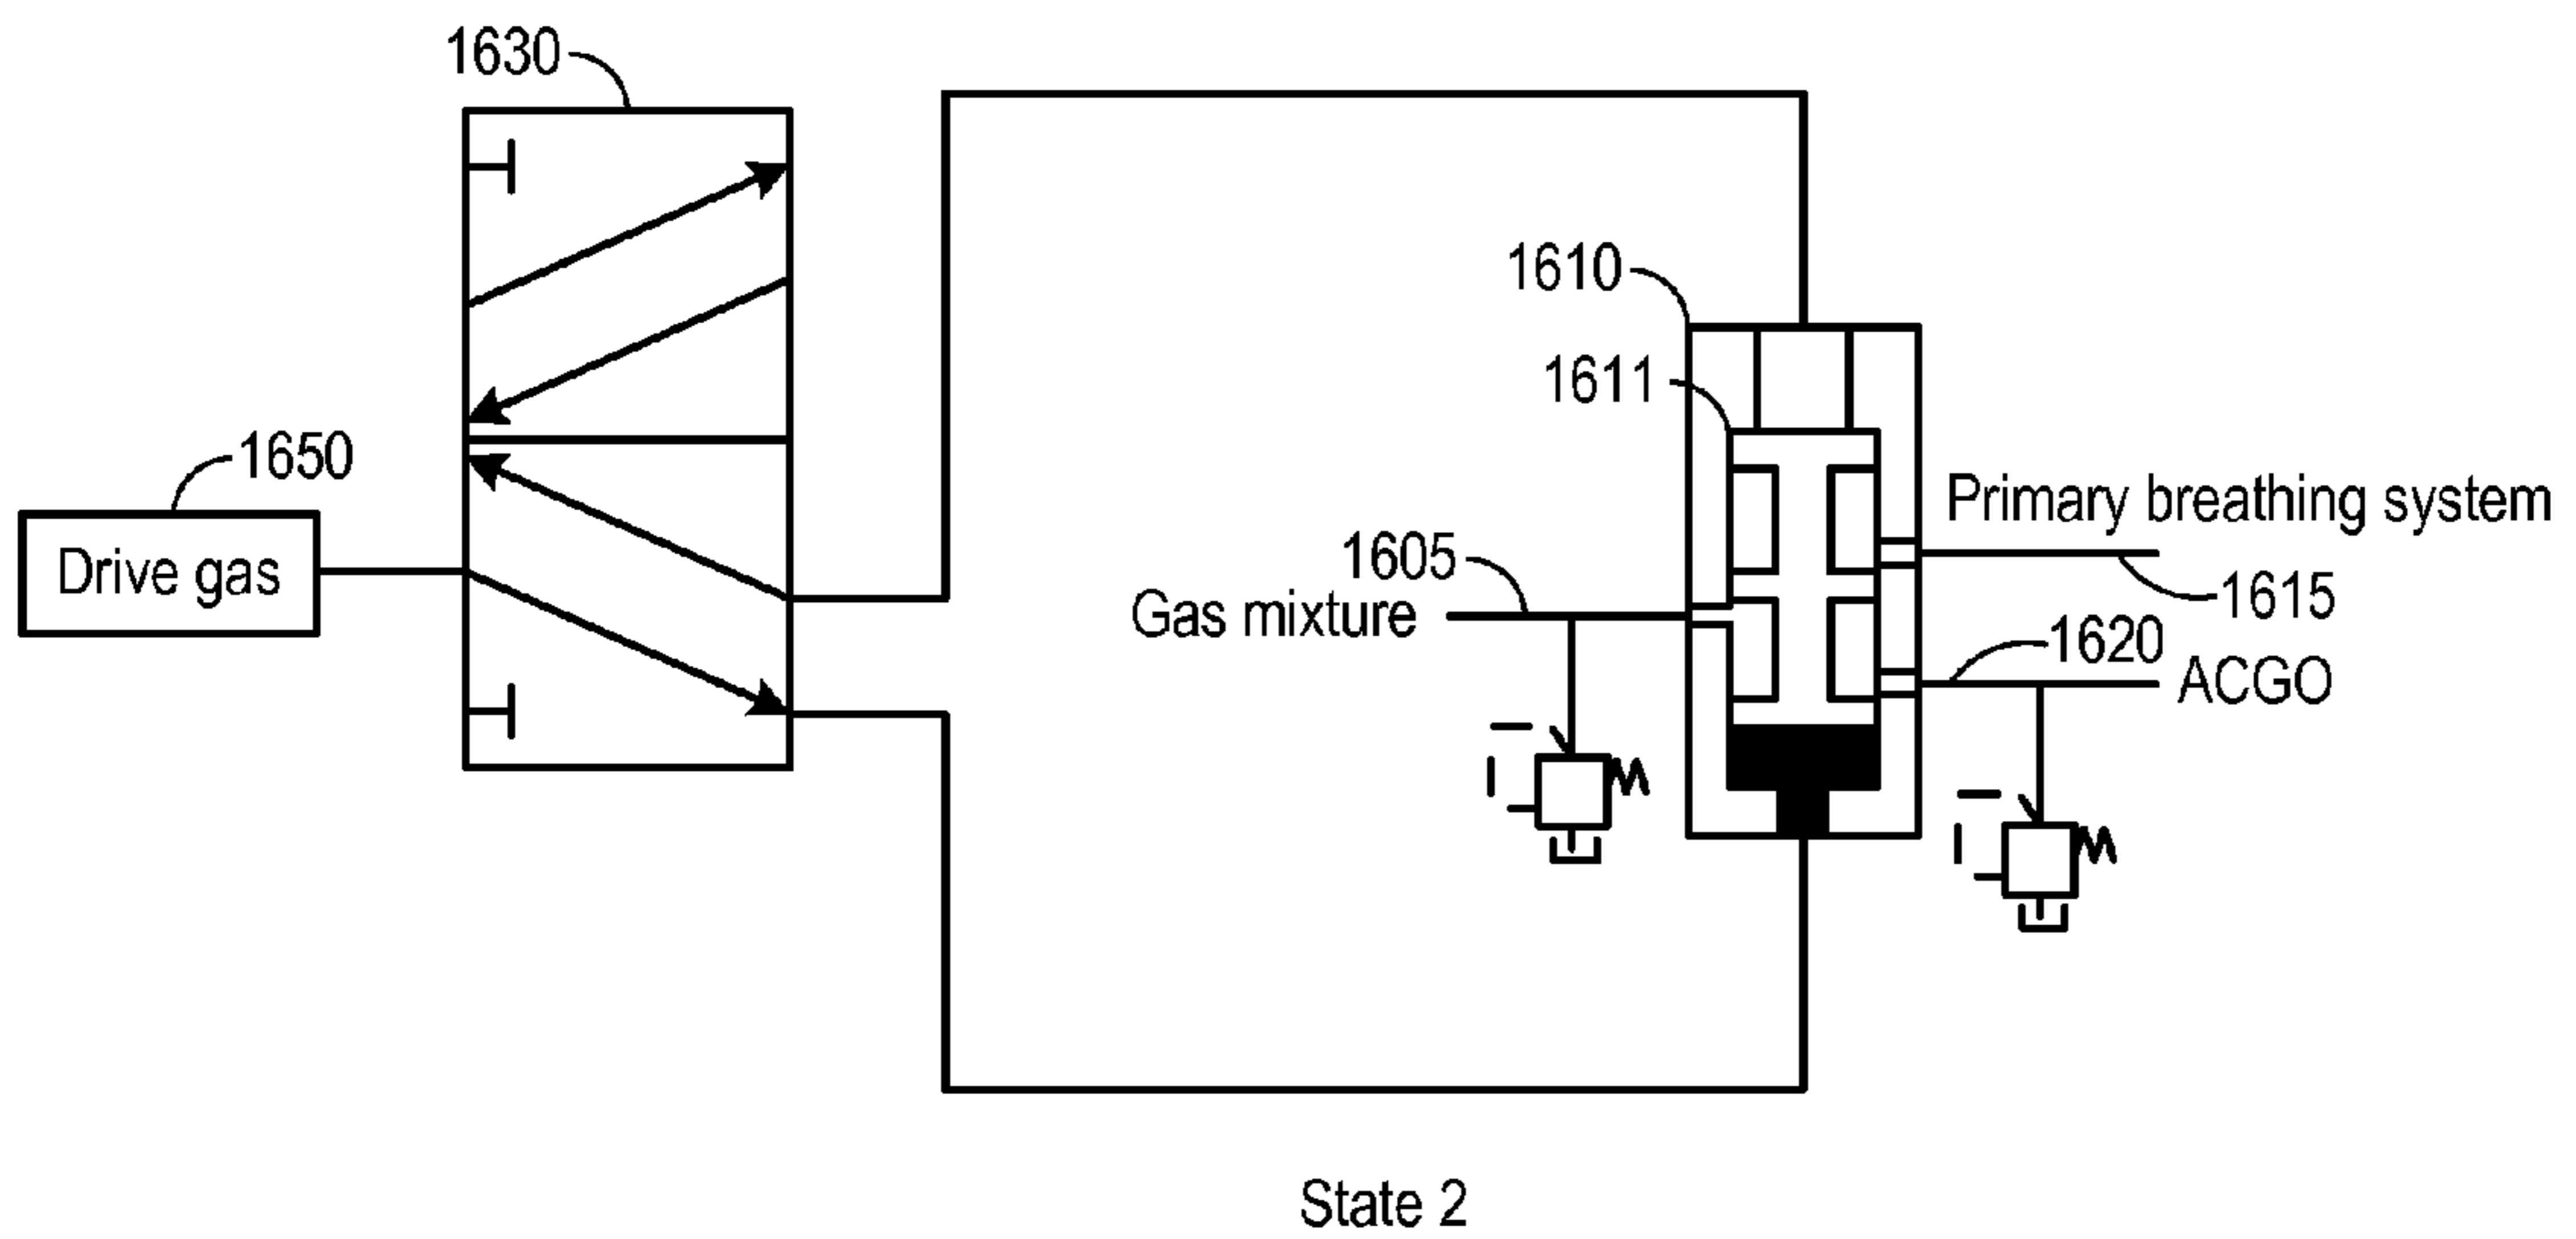 1630
1610
1611
1650
Drive gas
Primary breathing system
1605
Gas mixture
1615
1620
ACGO
State 2